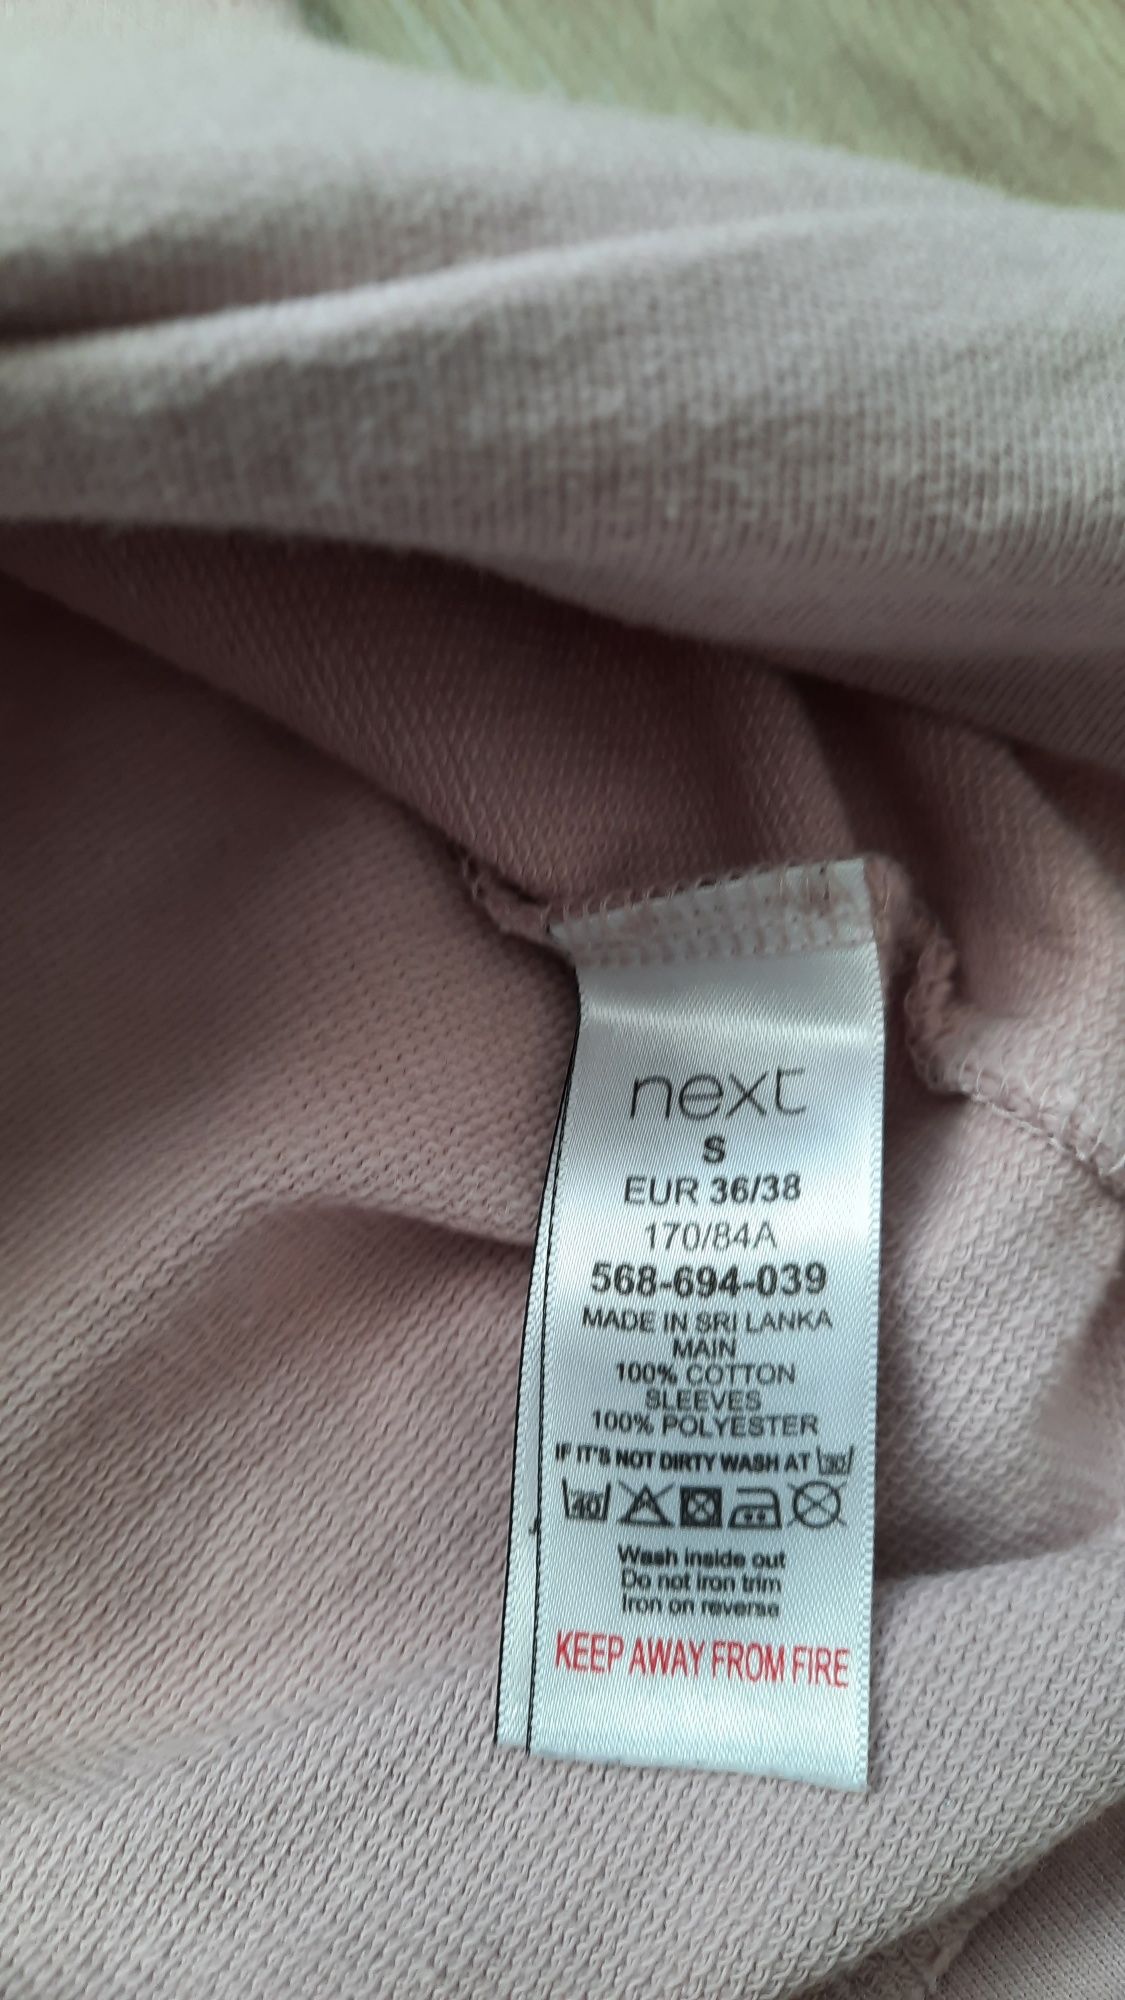 next
S
EUR 36/38
170/84A
568-694-039
MADE IN SRI LANKA
MAIN
100% COTTON
SLEEVES
100% POLYESTER
IF IT'S NOT DIRTY WASH AT 30
40
Wash inside out
Do not iron trim
Iron on reverse
KEEP AWAY FROM FIRE